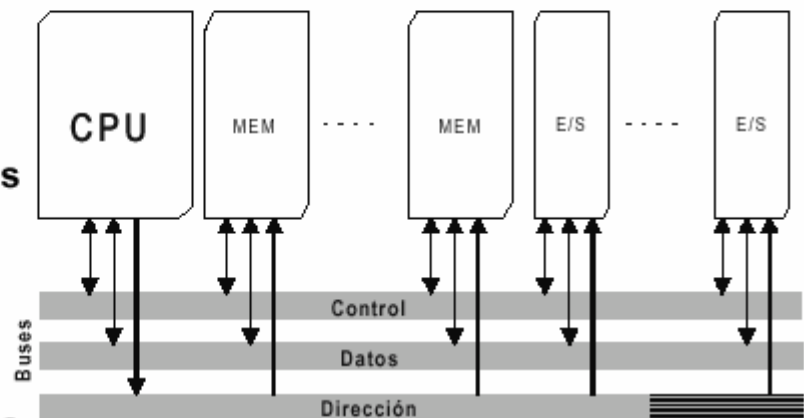 CPU
MEM
MEM
E/S
E/S
s
Control
Datos
Dirección
Buses